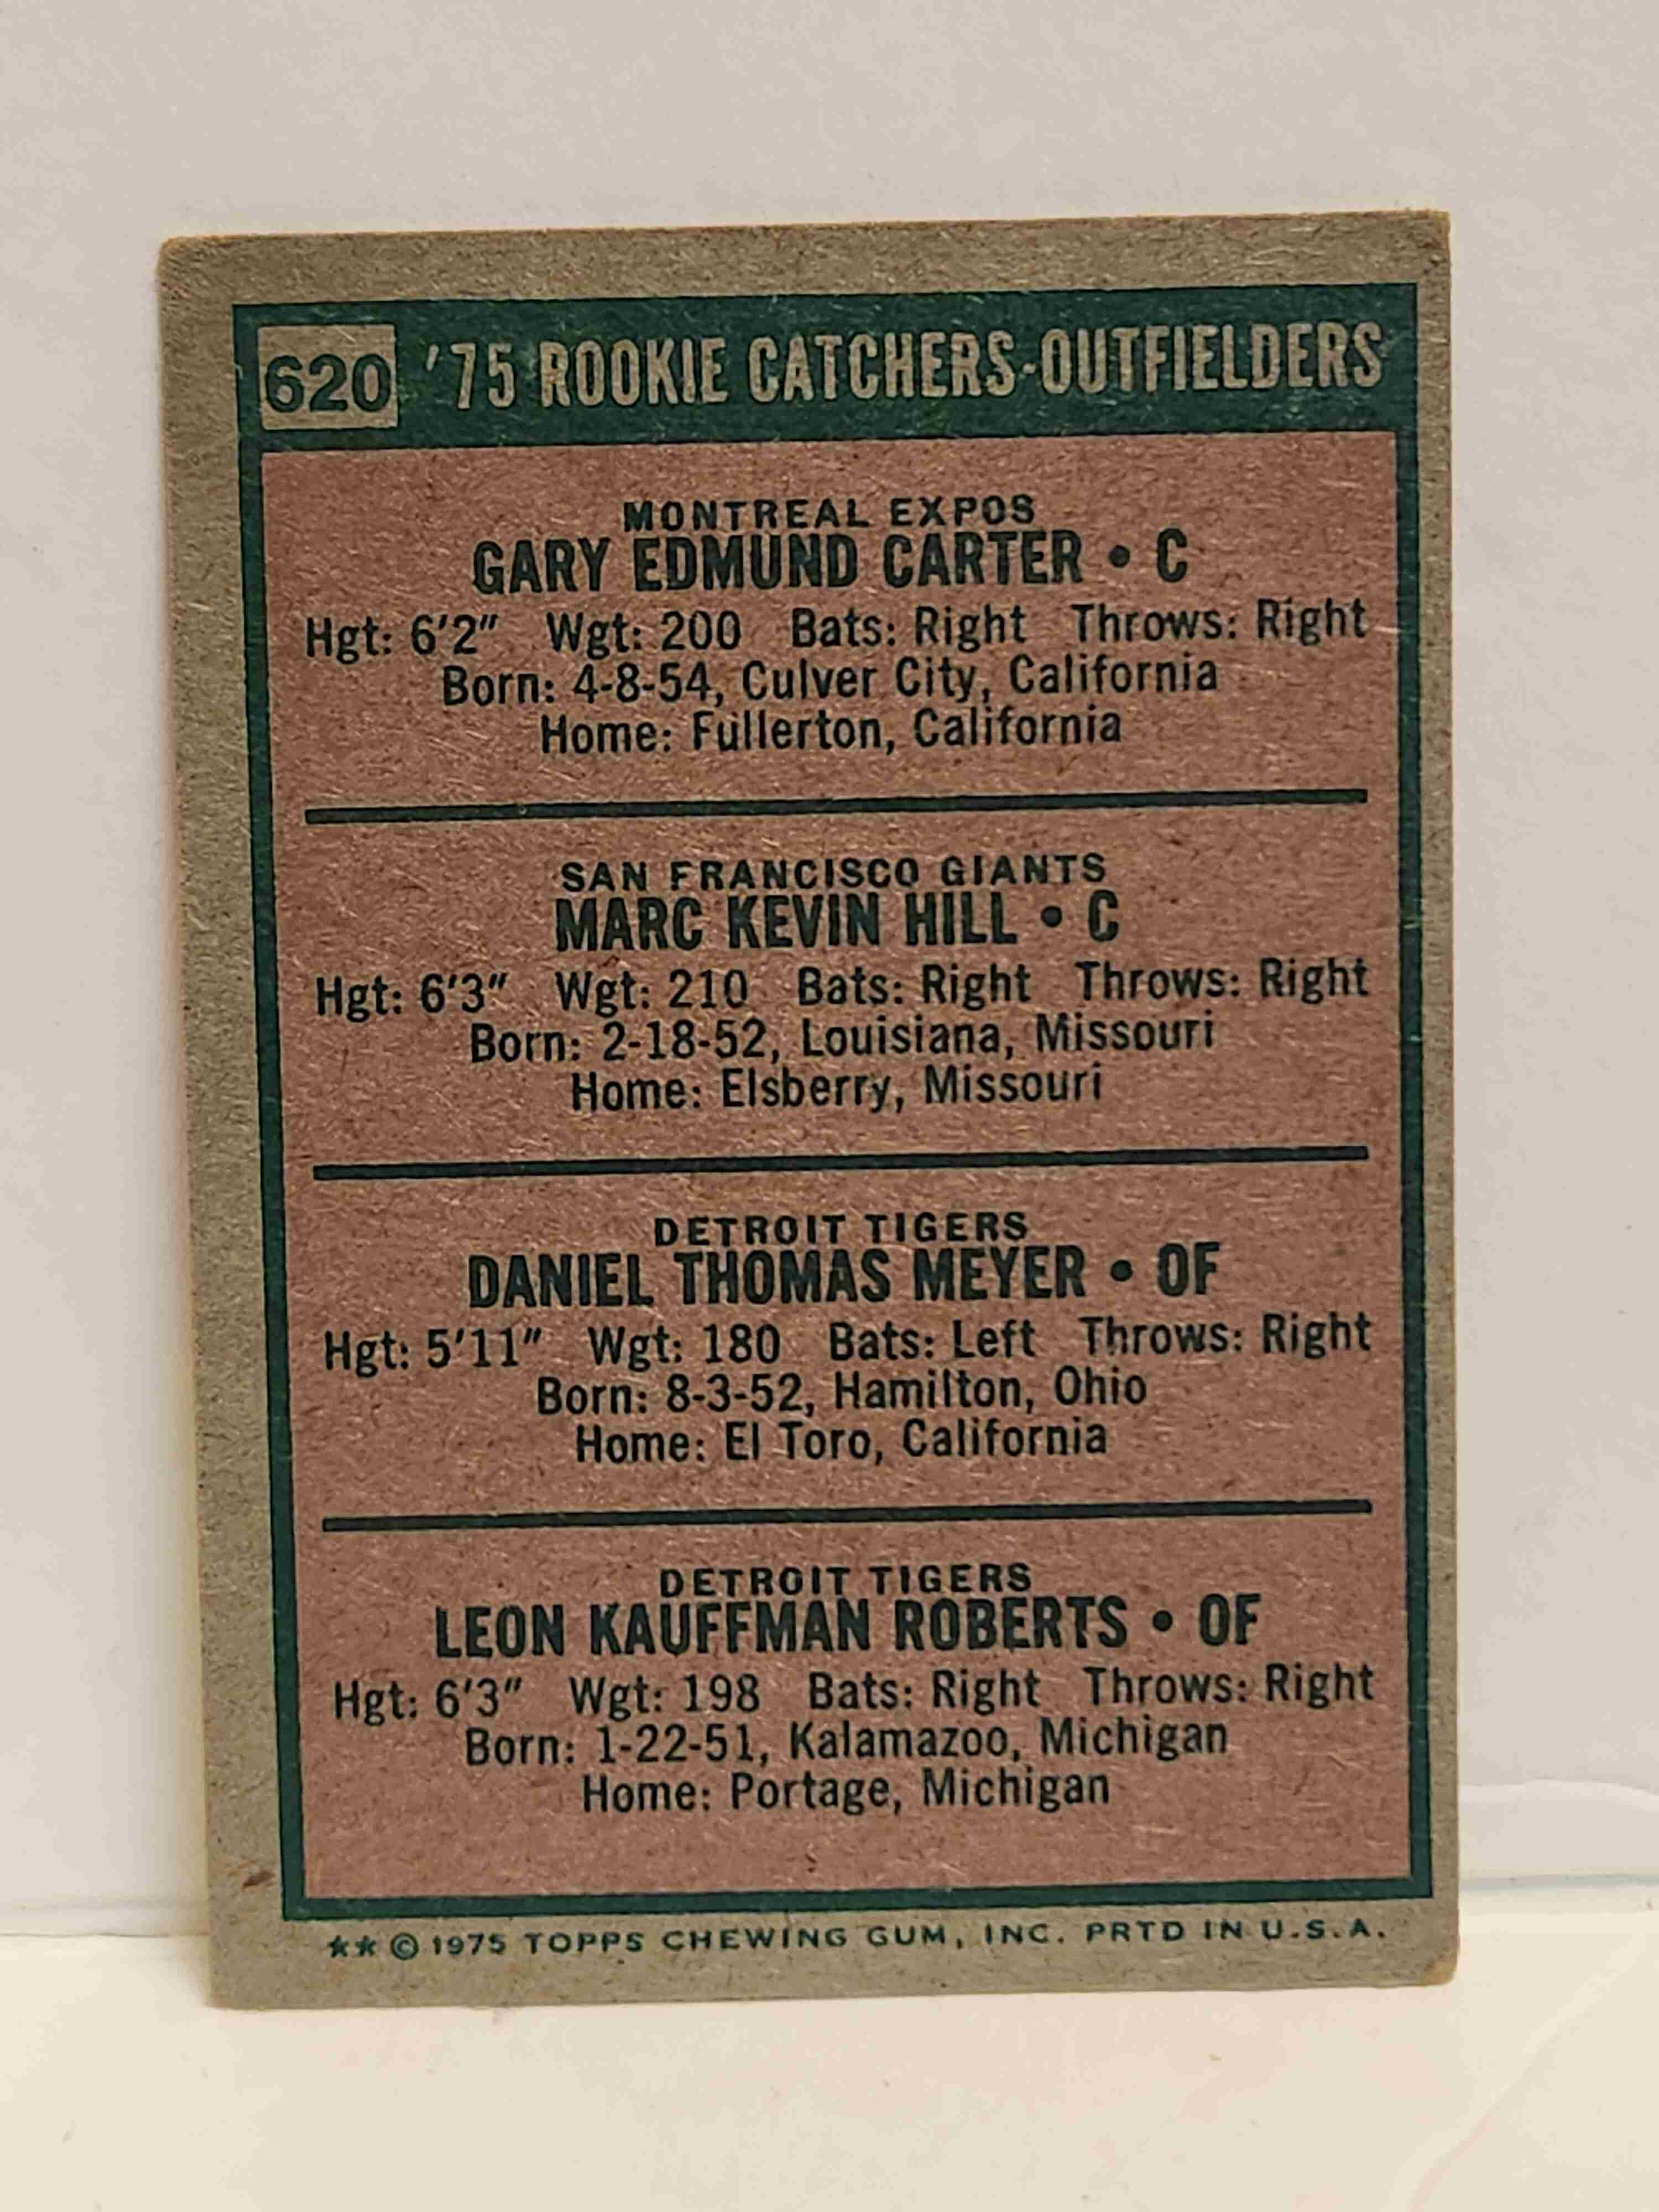 620 '75 ROOKIE CATCHERS-OUTFIELDERS
MONTREAL EXPOS
GARY EDMUND CARTER • C
Hgt: 6'2" Wgt: 200 Bats: Right Throws: Right
Born: 4-8-54, Culver City, California
Home: Fullerton, California
SAN FRANCISCO GIANTS
MARC KEVIN HILL • C
Hgt: 6'3" Wgt: 210 Bats: Right Throws: Right
Born: 2-18-52, Louisiana, Missouri
Home: Elsberry, Missouri
DETROIT TIGERS
DANIEL THOMAS MEYER • OF
Hgt: 5'11" Wgt: 180 Bats: Left Throws: Right
Born: 8-3-52, Hamilton, Ohio
Home: El Toro, California
DETROIT TIGERS
LEON KAUFFMAN ROBERTS • OF
Hgt: 6'3" Wgt: 198 Bats: Right Throws: Right
Born: 1-22-51, Kalamazoo, Michigan
Home: Portage, Michigan
** © 1975 TOPPS CHEWING GUM, INC. PRTD IN U.S.A.